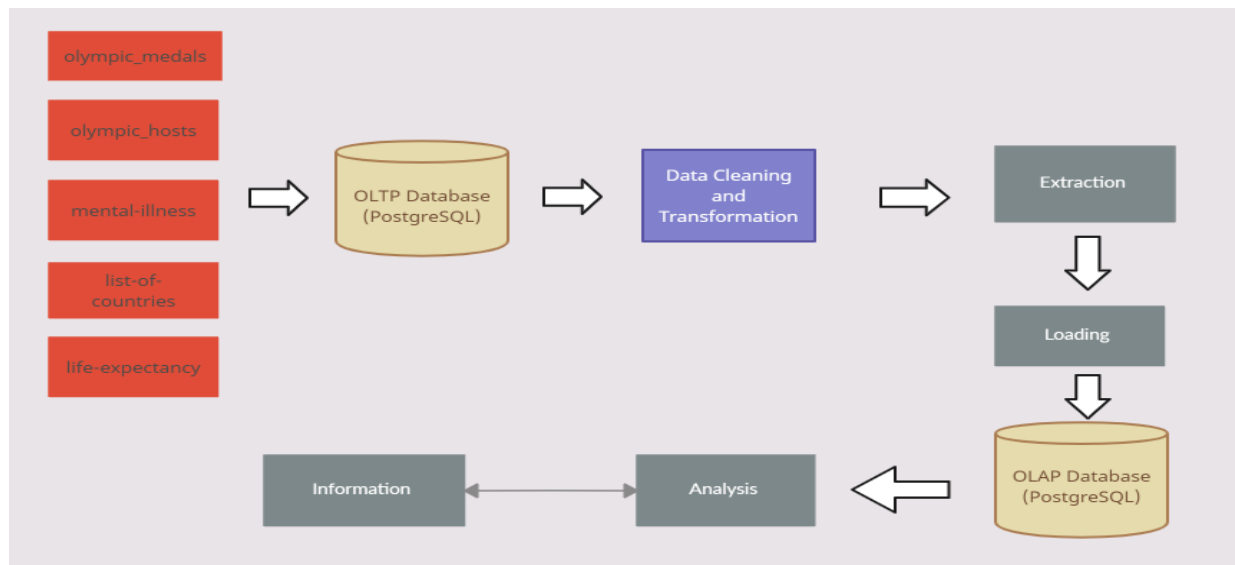 olympic_medals
olympic_hosts
mental-illness
list-of-
countries
life-expectancy
OLTP Database
(PostgreSQL)
Data Cleaning
and
Transformation
Extraction
Loading
OLAP Database
(PostgreSQL)
Analysis
Information